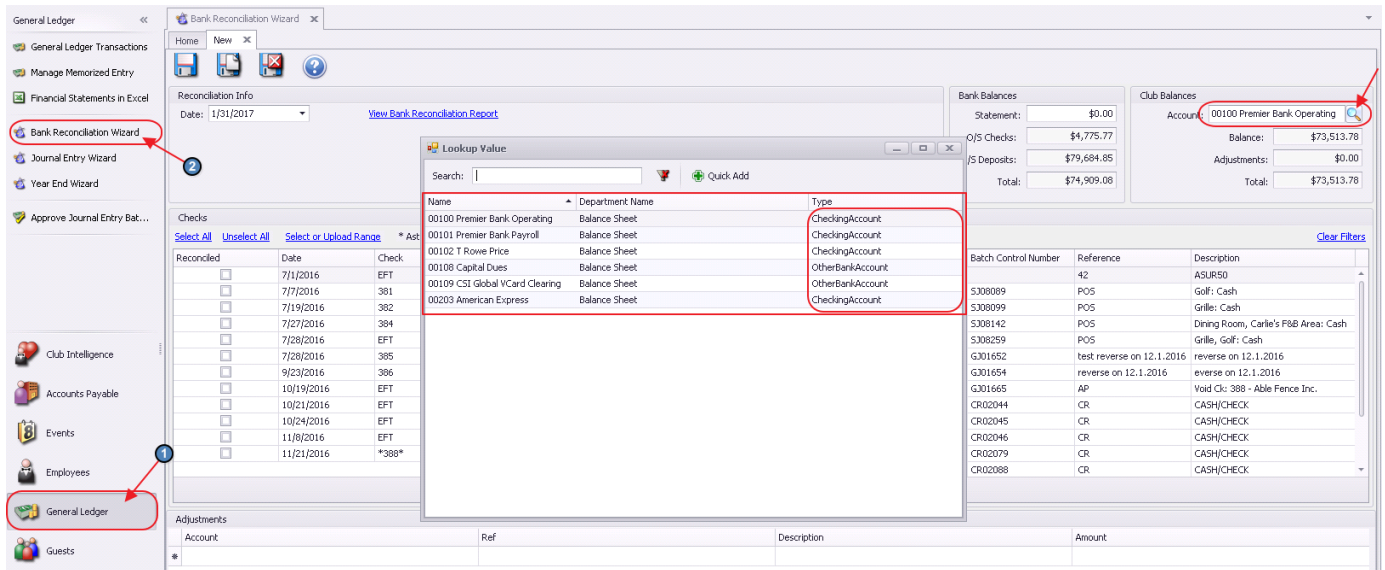 General Ledger «
General Ledger Transactions
Manage Memorized Entry
Financial Statements in Excel
Bank Reconciliation Wizard
2
Journal Entry Wizard
Year End Wizard
Approve Journal Entry Bat...
Club Intelligence
Accounts Payable
8
Events
1
Employees
General Ledger
Guests
Bank Reconciliation Wizard x
Home New X
?
Reconciliation Info
Date: 1/31/2017 View Bank Reconciliation Report
Bank Balances
Statement: $0.00
O/S Checks: $4,775.77
/S Deposits: $79,684.85
Total: $74,909.08
Club Balances
Account: 00100 Premier Bank Operating
Balance: $73,513.78
Adjustments: $0.00
Total: $73,513.78
Checks
Select All Unselect All Select or Upload Range * Ast
Clear Filters
Reconciled Date Check
7/1/2016 EFT
7/7/2016 381
7/19/2016 382
7/27/2016 384
7/28/2016 EFT
7/28/2016 385
9/23/2016 386
10/19/2016 EFT
10/21/2016 EFT
10/24/2016 EFT
11/8/2016 EFT
11/21/2016 *388*
Lookup Value
Search: Quick Add
Name Department Name Type
00100 Premier Bank Operating Balance Sheet CheckingAccount
00101 Premier Bank Payroll Balance Sheet CheckingAccount
00102 T Rowe Price Balance Sheet CheckingAccount
00108 Capital Dues Balance Sheet OtherBankAccount
00109 CSI Global VCard Clearing Balance Sheet OtherBankAccount
00203 American Express Balance Sheet CheckingAccount
Batch Control Number Reference Description
42 ASUR50
SJ08089 POS Golf: Cash
SJ08099 POS Grille: Cash
SJ08142 POS Dining Room, Carlie's F&B Area: Cash
SJ08259 POS Grille, Golf: Cash
GJ01652 test reverse on 12.1.2016 reverse on 12.1.2016
GJ01654 reverse on 12.1.2016 everse on 12.1.2016
GJ01665 AP Void Ck: 388 - Able Fence Inc.
CR02044 CR CASH/CHECK
CR02045 CR CASH/CHECK
CR02046 CR CASH/CHECK
CR02079 CR CASH/CHECK
CR02088 CR CASH/CHECK
Adjustments
Account Ref Description Amount
*